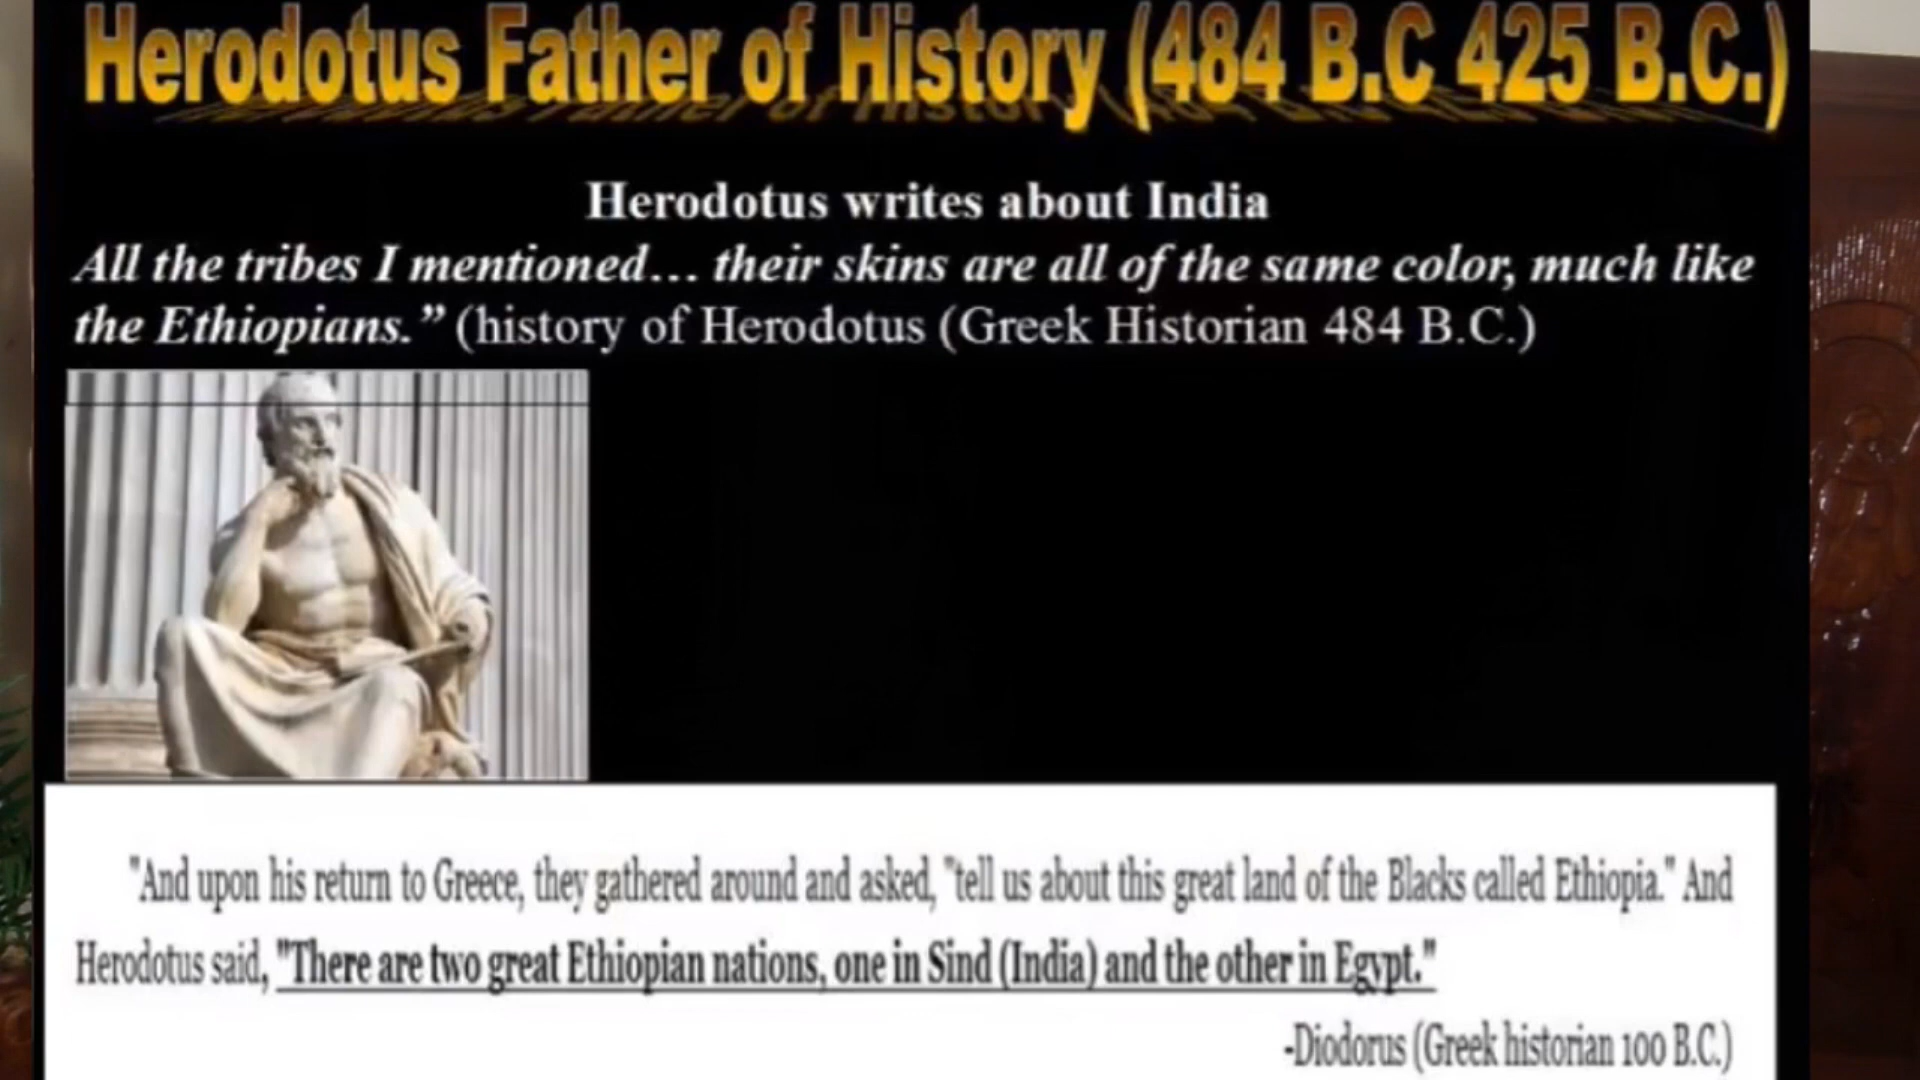 Herodotus Father of History (484 B.C 425 B.C.)
Herodotus writes about India
All the tribes I mentioned... their skins are all of the same color, much like
the Ethiopians.” (history of Herodotus (Greek Historian 484 B.C.)
"And upon his return to Greece, they gathered around and asked, "tell us about this great land of the Blacks called Ethiopia." And
Herodotus said, "There are two great Ethiopian nations, one in Sind (India) and the other in Egypt."
-Diodorus (Greek historian 100 B.C.)